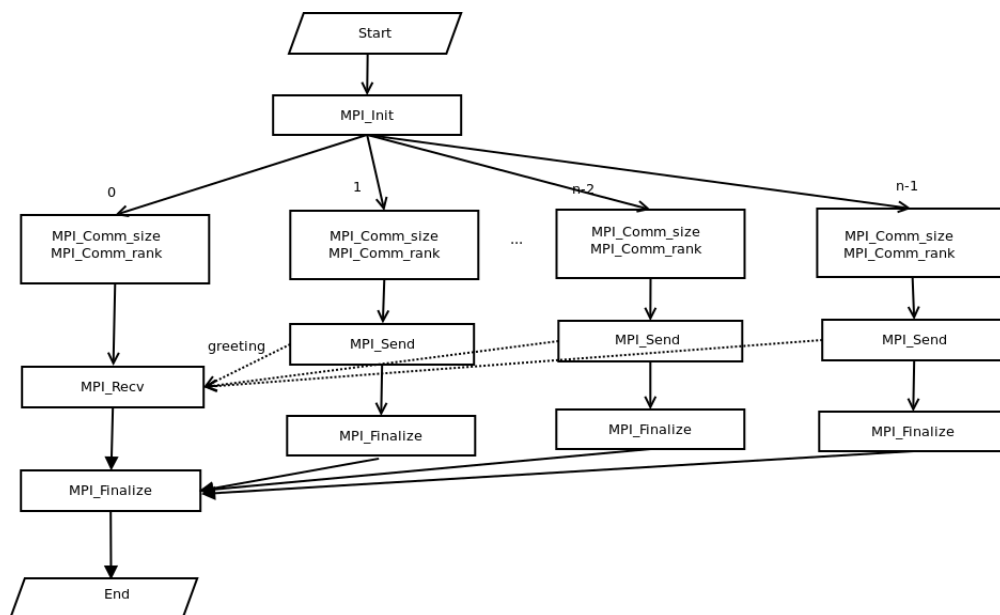 Start
MPI_Init
0
1
n-2
n-1
MPI_Comm_size
MPI_Comm_rank
MPI_Comm_size
MPI_Comm_rank
...
MPI_Comm_size
MPI_Comm_rank
MPI_Comm_size
MPI_Comm_rank
greeting
MPI_Send
MPI_Send
MPI_Send
MPI_Recv
MPI_Finalize
MPI_Finalize
MPI_Finalize
MPI_Finalize
End